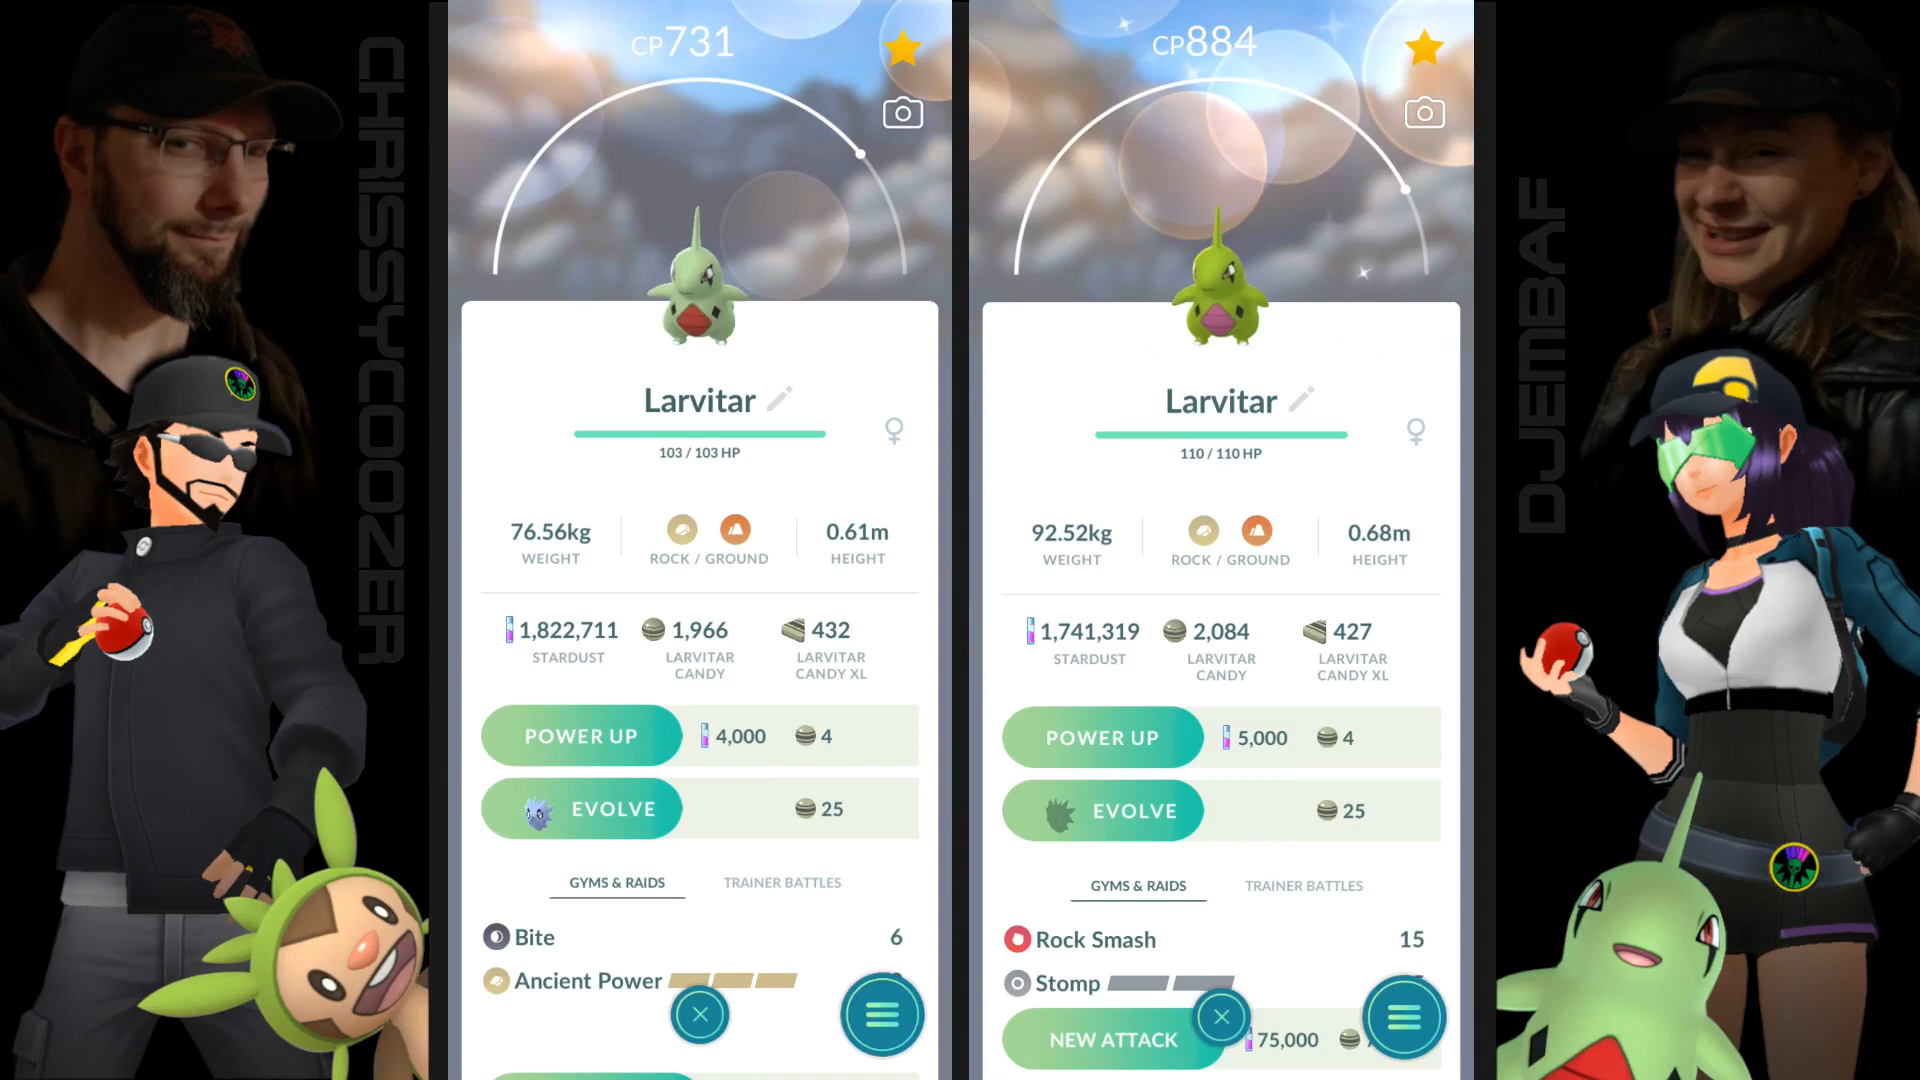 CHRISSYCOOZER
CP731
Larvitar
103 / 103 HP
76.56kg
WEIGHT
ROCK / GROUND
0.61m
HEIGHT
1,822,711
STARDUST
1,966
LARVITAR
CANDY
432
LARVITAR
CANDY XL
POWER UP
4,000
4
EVOLVE
25
GYMS & RAIDS
TRAINER BATTLES
Bite
6
Ancient Power
CP884
Larvitar
110 / 110 HP
92.52kg
WEIGHT
ROCK / GROUND
0.68m
HEIGHT
1,741,319
STARDUST
2,084
LARVITAR
CANDY
427
LARVITAR
CANDY XL
POWER UP
5,000
4
EVOLVE
25
GYMS & RAIDS
TRAINER BATTLES
Rock Smash
15
Stomp
NEW ATTACK
75,000
DJEMBAF